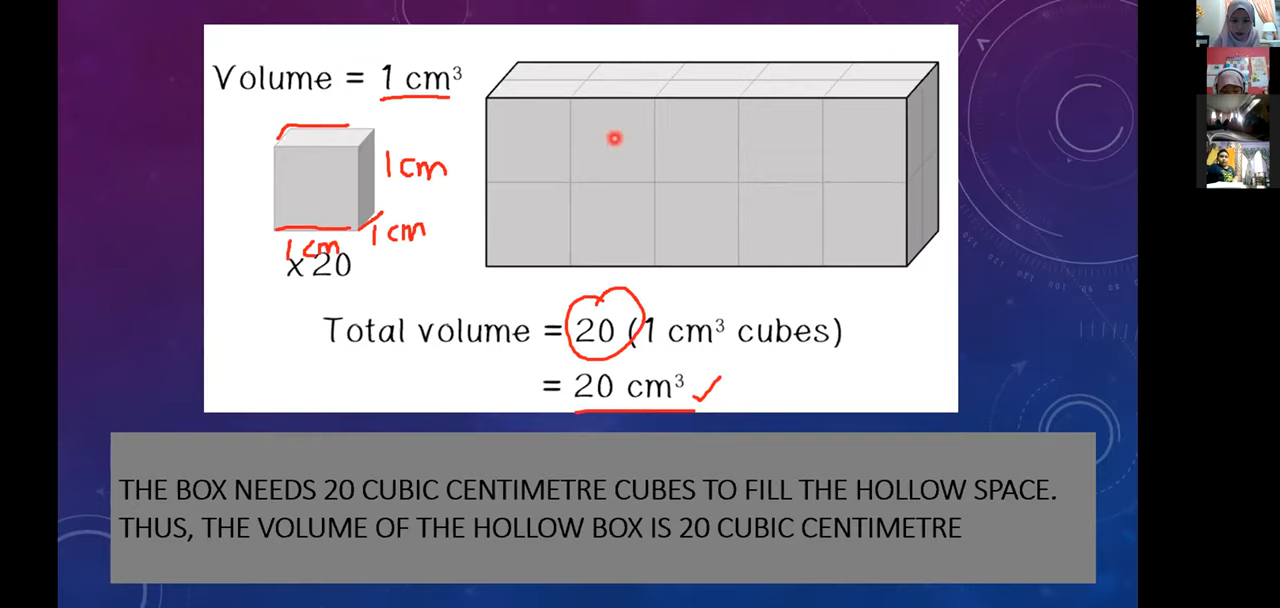 Volume = 1 cm³
1cm
1cm
1cm
x 20
Total volume = 20 (1 cm³ cubes)
= 20 cm³
THE BOX NEEDS 20 CUBIC CENTIMETRE CUBES TO FILL THE HOLLOW SPACE.
THUS, THE VOLUME OF THE HOLLOW BOX IS 20 CUBIC CENTIMETRE